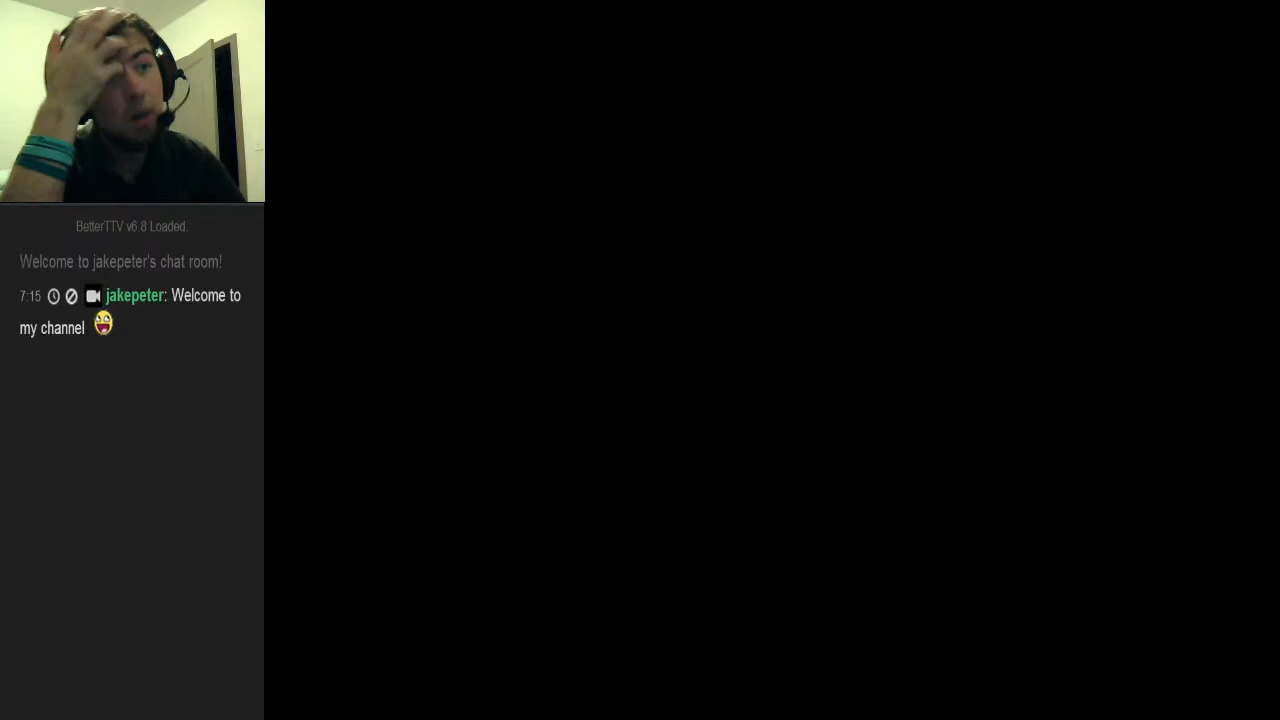 BetterTTV v6.8 Loaded.
Welcome to jakepeter's chat room!
7:15 jakepeter: Welcome to
my channel